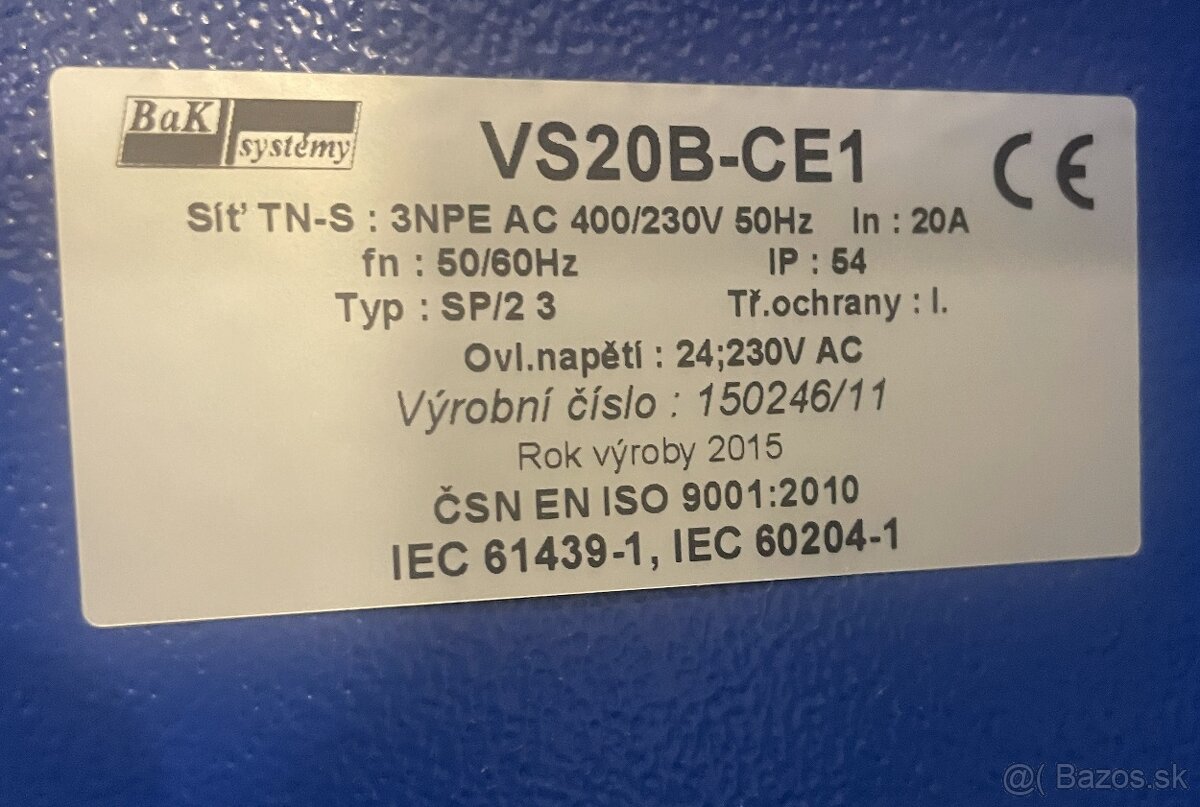 BaK
systémy
VS20B-CE1
CE
Síť TN-S : 3NPE AC 400/230V 50Hz In : 20A
fn : 50/60Hz IP : 54
Typ : SP/2 3 Tř.ochrany : I.
Ovl.napětí : 24;230V AC
Výrobní číslo : 150246/11
Rok výroby 2015
ČSN EN ISO 9001:2010
IEC 61439-1, IEC 60204-1
@( Bazos.sk